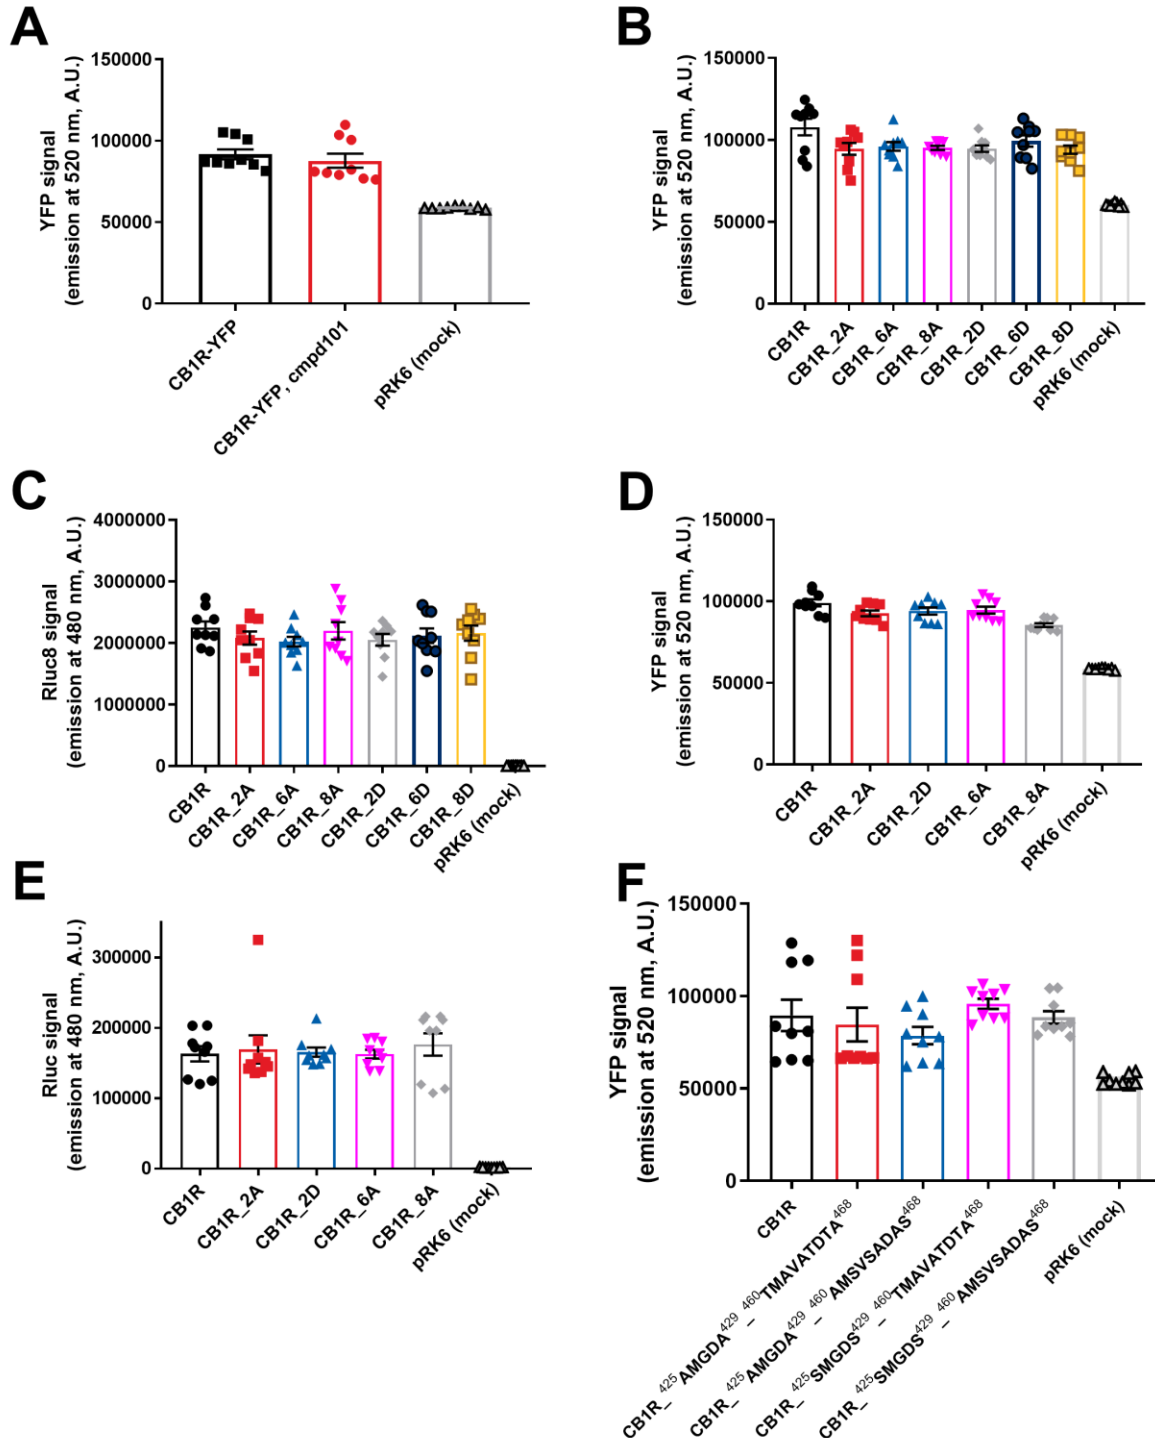 A
YFP signal
(emission at 520 nm, A.U.)
150000
100000
50000
0
CB1R-YFP
CB1R-YFP, cmpd101
pRK6 (mock)
B
YFP signal
(emission at 520 nm, A.U.)
150000
100000
50000
0
CB1R
CB1R_2A
CB1R_6A
CB1R_8A
CB1R_2D
CB1R_6D
CB1R_8D
pRK6 (mock)
C
Rluc8 signal
(emission at 480 nm, A.U.)
4000000
3000000
2000000
1000000
0
CB1R
CB1R_2A
CB1R_6A
CB1R_8A
CB1R_2D
CB1R_6D
CB1R_8D
pRK6 (mock)
D
YFP signal
(emission at 520 nm, A.U.)
150000
100000
50000
0
CB1R
CB1R_2A
CB1R_2D
CB1R_6A
CB1R_8A
pRK6 (mock)
E
Rluc signal
(emission at 480 nm, A.U.)
300000
200000
100000
0
CB1R
CB1R_2A
CB1R_2D
CB1R_6A
CB1R_8A
pRK6 (mock)
F
YFP signal
(emission at 520 nm, A.U.)
150000
100000
50000
0
CB1R
CB1R_⁴²⁵AMGDA⁴²⁹_⁴⁶⁰TMAVATDTA⁴⁶⁸
CB1R_⁴²⁵AMGDA⁴²⁹_⁴⁶⁰AMSVSADAS⁴⁶⁸
CB1R_⁴²⁵SMGDS⁴²⁹_⁴⁶⁰TMAVATDTA⁴⁶⁸
CB1R_⁴²⁵SMGDS⁴²⁹_⁴⁶⁰AMSVSADAS⁴⁶⁸
pRK6 (mock)